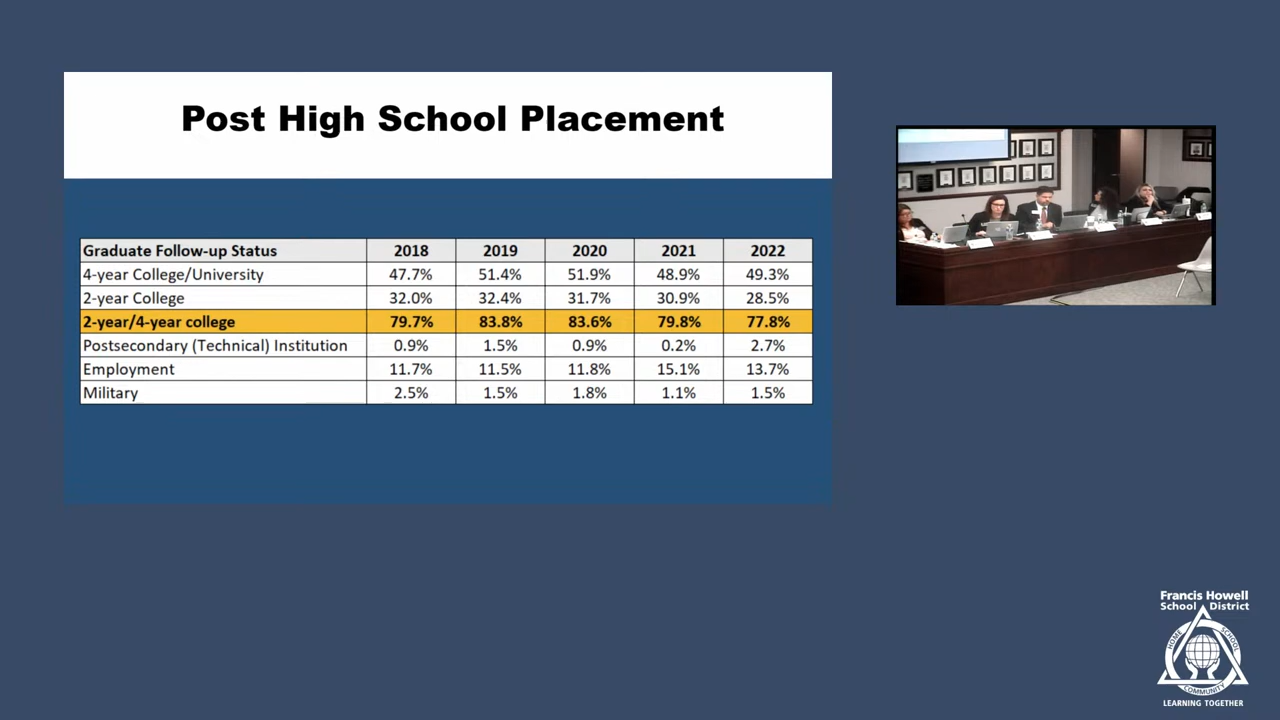 Post High School Placement
Graduate Follow-up Status 2018 2019 2020 2021 2022
4-year College/University 47.7% 51.4% 51.9% 48.9% 49.3%
2-year College 32.0% 32.4% 31.7% 30.9% 28.5%
2-year/4-year college 79.7% 83.8% 83.6% 79.8% 77.8%
Postsecondary (Technical) Institution 0.9% 1.5% 0.9% 0.2% 2.7%
Employment 11.7% 11.5% 11.8% 15.1% 13.7%
Military 2.5% 1.5% 1.8% 1.1% 1.5%
Francis Howell
School District
HOME
SCHOOL
COMMUNITY
LEARNING TOGETHER